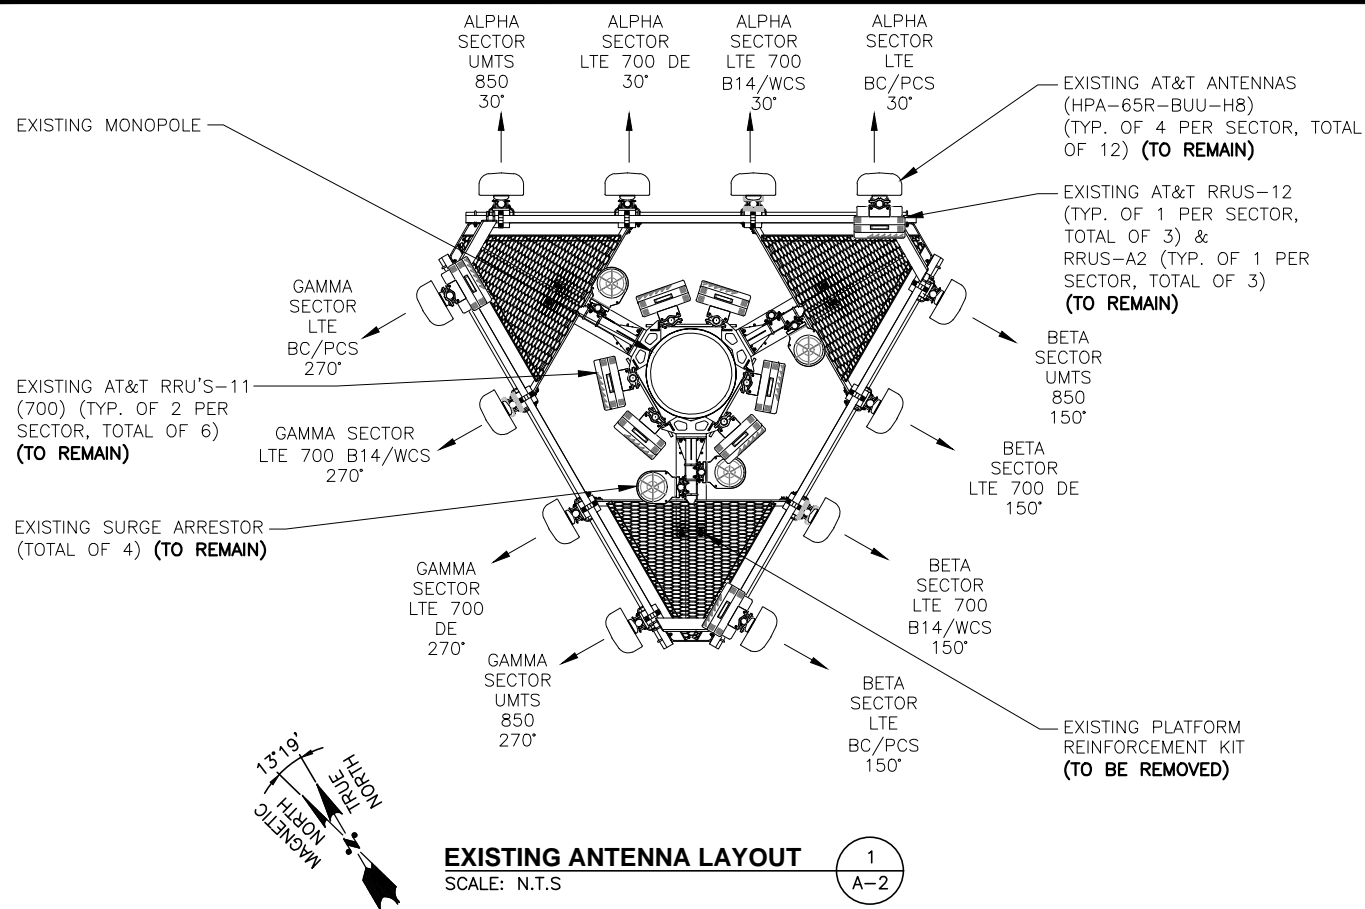 ALPHA
SECTOR
UMTS
850
30°
ALPHA
SECTOR
LTE 700 DE
30°
ALPHA
SECTOR
LTE 700
B14/WCS
30°
ALPHA
SECTOR
LTE
BC/PCS
30°
EXISTING AT&T ANTENNAS
(HPA-65R-BUU-H8)
(TYP. OF 4 PER SECTOR, TOTAL
OF 12) (TO REMAIN)
EXISTING MONOPOLE
EXISTING AT&T RRUS-12
(TYP. OF 1 PER SECTOR,
TOTAL OF 3) &
RRUS-A2 (TYP. OF 1 PER
SECTOR, TOTAL OF 3)
(TO REMAIN)
GAMMA
SECTOR
LTE
BC/PCS
270°
BETA
SECTOR
UMTS
850
150°
EXISTING AT&T RRU'S-11
(700) (TYP. OF 2 PER
SECTOR, TOTAL OF 6)
(TO REMAIN)
GAMMA SECTOR
LTE 700 B14/WCS
270°
BETA
SECTOR
LTE 700 DE
150°
EXISTING SURGE ARRESTOR
(TOTAL OF 4) (TO REMAIN)
GAMMA
SECTOR
LTE 700
DE
270°
BETA
SECTOR
LTE 700
B14/WCS
150°
GAMMA
SECTOR
UMTS
850
270°
BETA
SECTOR
LTE
BC/PCS
150°
EXISTING PLATFORM
REINFORCEMENT KIT
(TO BE REMOVED)
13°19'
TRUE
NORTH
MAGNETIC
NORTH
N
EXISTING ANTENNA LAYOUT
SCALE: N.T.S
1
A-2